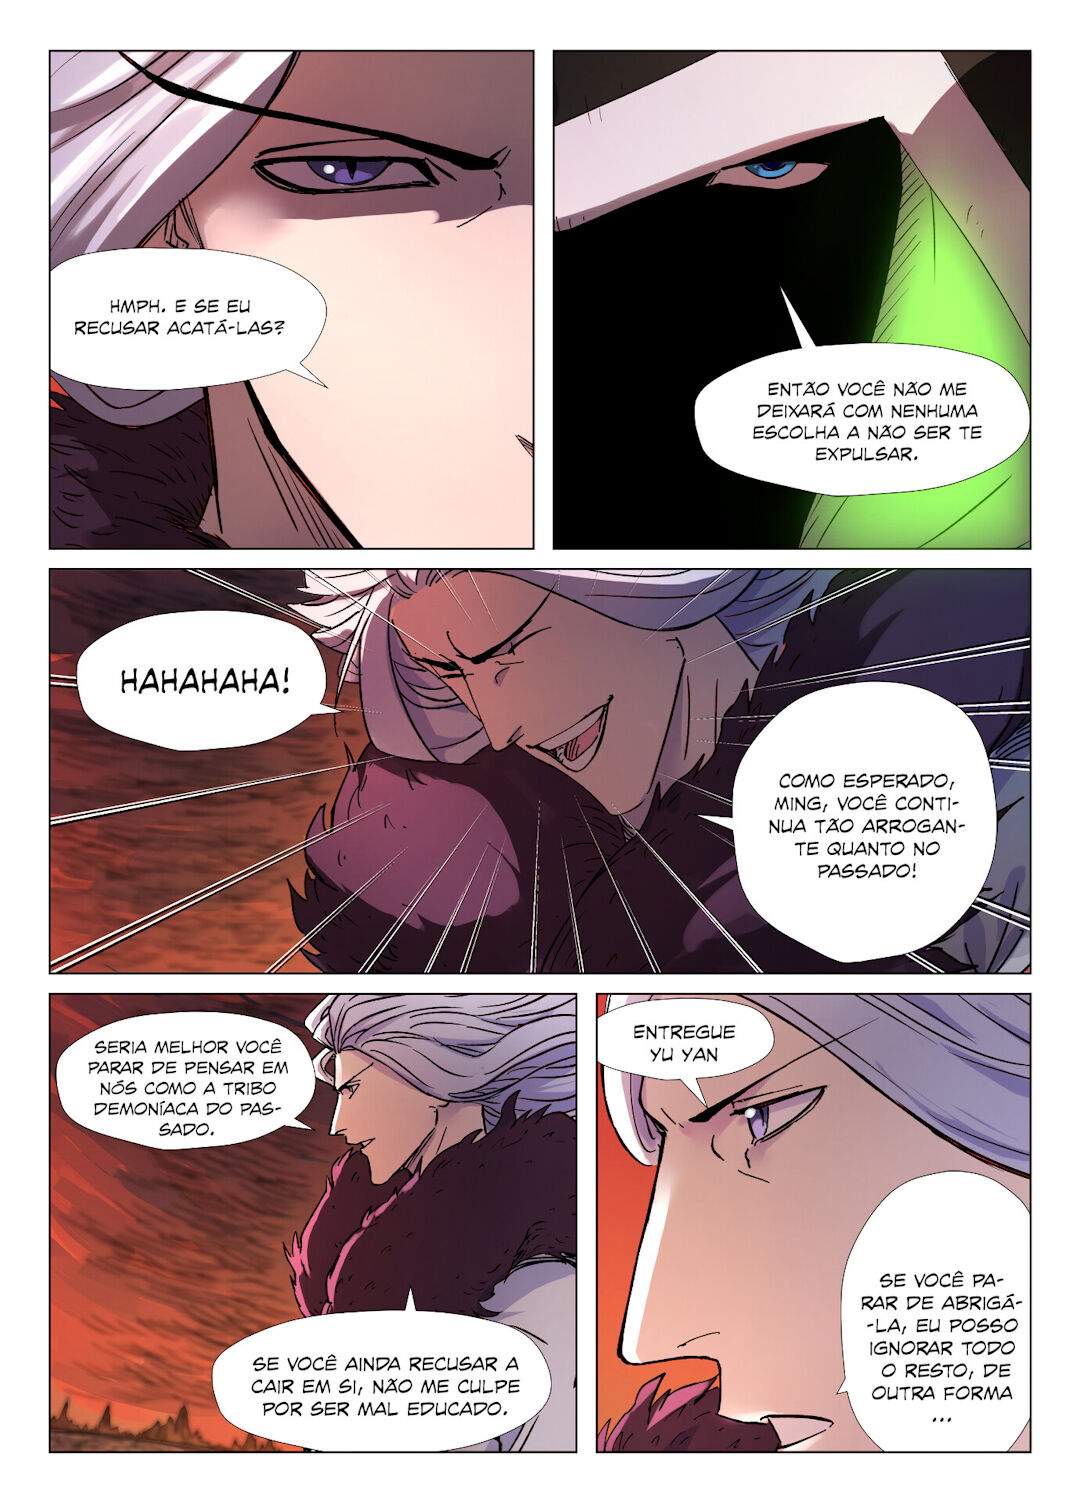 HMPH. E SE EU
RECUSAR ACATÁ-LAS?
ENTÃO VOCÊ NÃO ME
DEIXARÁ COM NENHUMA
ESCOLHA A NÃO SER TE
EXPULSAR.
HAHAHAHA!
COMO ESPERADO,
MING, VOCÊ CONTI-
NUA TÃO ARROGAN-
TE QUANTO NO
PASSADO!
SERIA MELHOR VOCÊ
PARAR DE PENSAR EM
NÓS COMO A TRIBO
DEMONÍACA DO PAS-
SADO.
SE VOCÊ AINDA RECUSAR A
CAIR EM SI, NÃO ME CULPE
POR SER MAL EDUCADO.
ENTREGUE
YU YAN
SE VOCÊ PA-
RAR DE ABRIGÁ-
-LA, EU POSSO
IGNORAR TODO
O RESTO, DE
OUTRA FORMA
...